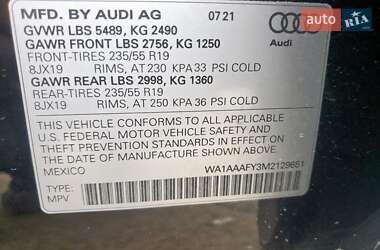 MFD. BY AUDI AG 07 21
GVWR LBS 5489, KG 2490
GAWR FRONT LBS 2756, KG 1250
FRONT-TIRES 235/55 R19
8JX19 RIMS, AT 230 KPA 33 PSI COLD
GAWR REAR LBS 2998, KG 1360
REAR-TIRES 235/55 R19
8JX19 RIMS, AT 250 KPA 36 PSI COLD
Audi
THIS VEHICLE CONFORMS TO ALL APPLICABLE
U.S. FEDERAL MOTOR VEHICLE SAFETY AND
THEFT PREVENTION STANDARDS IN EFFECT ON
THE DATE OF MANUFACTURE SHOWN ABOVE.
MEXICO WA1AAAFY3M2129651
TYPE:
MPV
AUTO.RIA.com